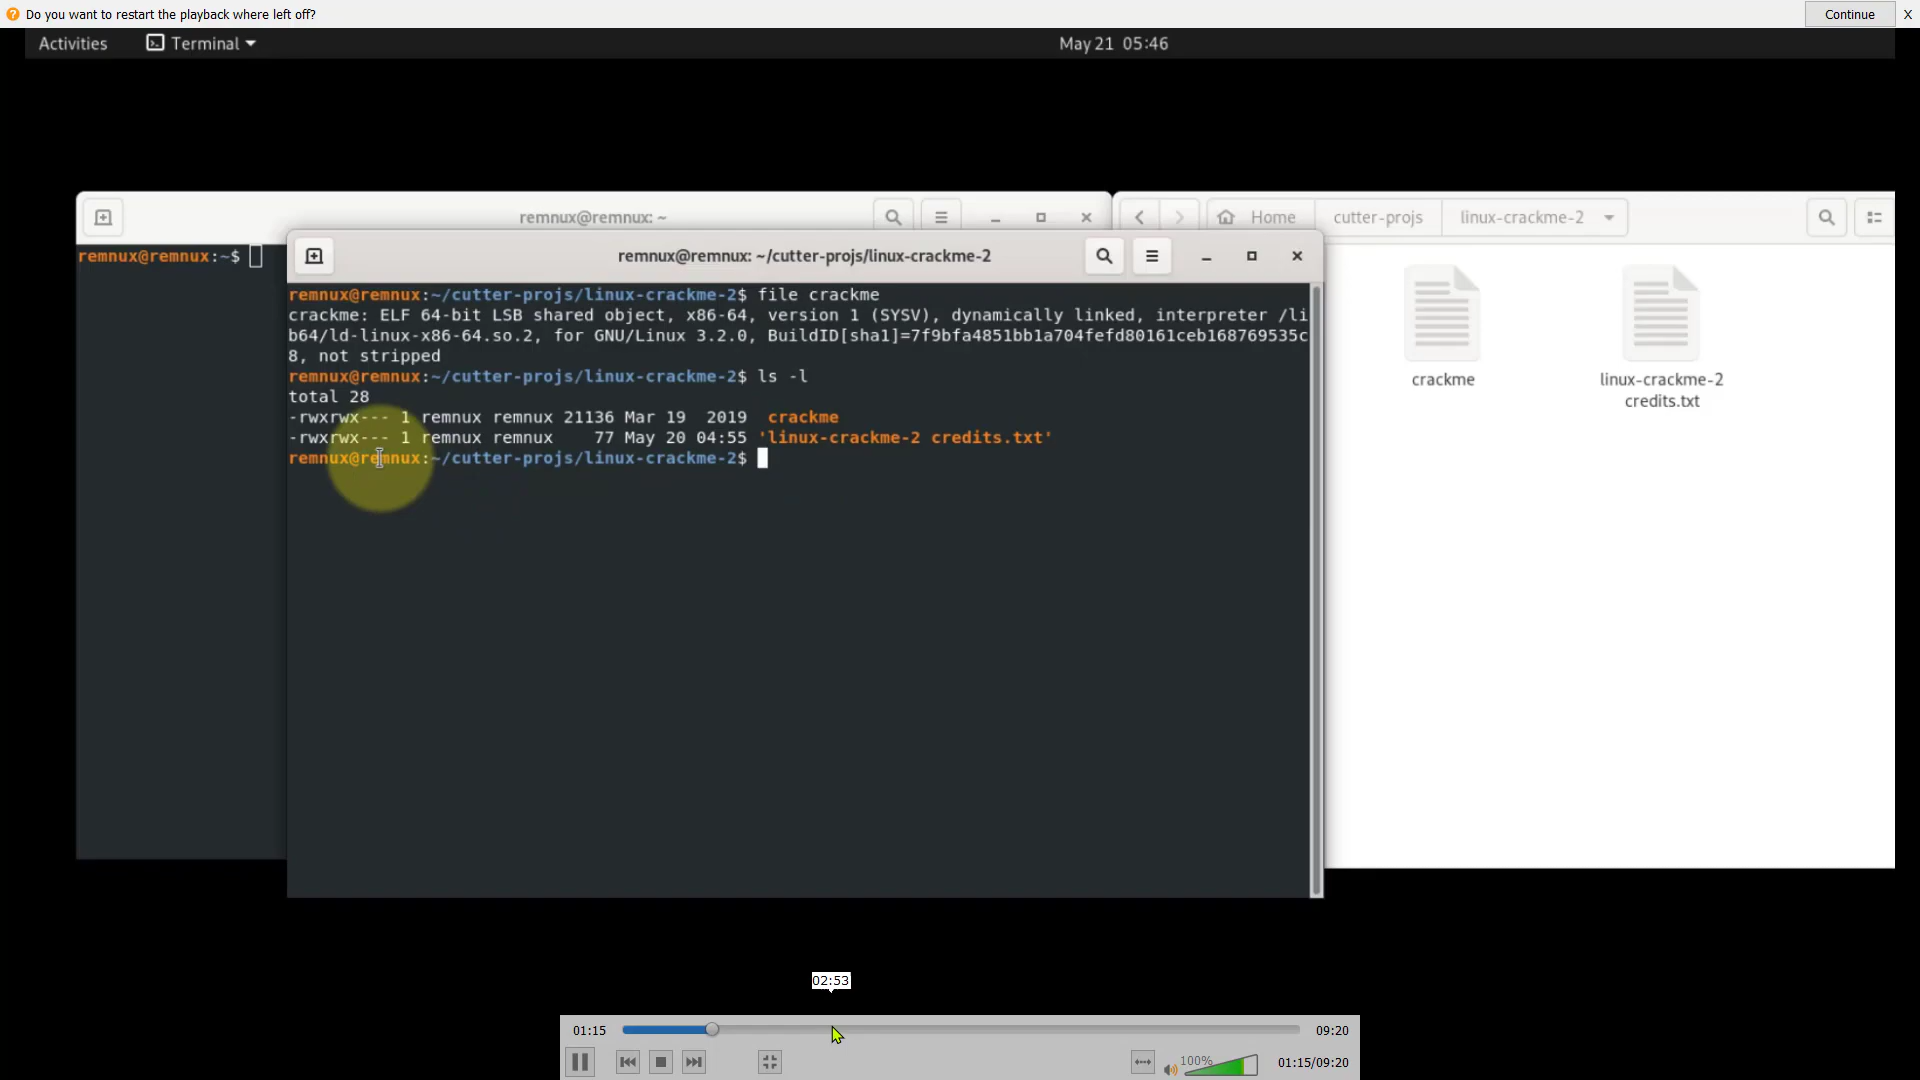 Do you want to restart the playback where left off?
Continue
X
Activities
Terminal
May 21 05:46
remnux@remnux: ~
Home
cutter-projs
linux-crackme-2
remnux@remnux:~$
remnux@remnux: ~/cutter-projs/linux-crackme-2
remnux@remnux:~/cutter-projs/linux-crackme-2$ file crackme
crackme: ELF 64-bit LSB shared object, x86-64, version 1 (SYSV), dynamically linked, interpreter /li
b64/ld-linux-x86-64.so.2, for GNU/Linux 3.2.0, BuildID[sha1]=7f9bfa4851bb1a704fefd80161ceb168769535c
8, not stripped
remnux@remnux:~/cutter-projs/linux-crackme-2$ ls -l
total 28
-rwxrwx--- 1 remnux remnux 21136 Mar 19  2019  crackme
-rwxrwx--- 1 remnux remnux    77 May 20 04:55 'linux-crackme-2 credits.txt'
remnux@remnux:~/cutter-projs/linux-crackme-2$
crackme
linux-crackme-2
credits.txt
02:53
01:15
09:20
100%
01:15/09:20